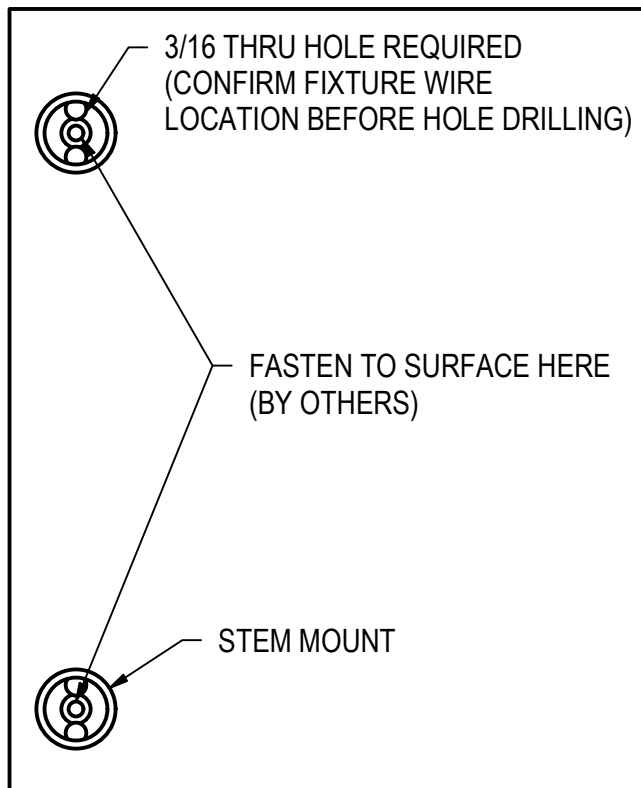 3/16 THRU HOLE REQUIRED
(CONFIRM FIXTURE WIRE
LOCATION BEFORE HOLE DRILLING)
FASTEN TO SURFACE HERE
(BY OTHERS)
STEM MOUNT